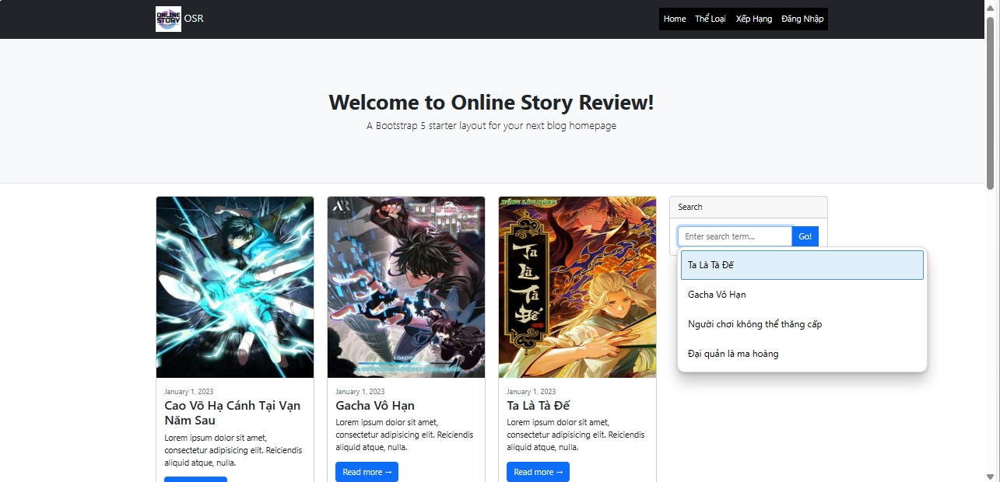 ONLINE
STORY
OSR
Home Thể Loại Xếp Hạng Đăng Nhập
Welcome to Online Story Review!
A Bootstrap 5 starter layout for your next blog homepage
AR
HỒNG LÂU MỘNG
Ta
Là
Tà
Đế
LOADING
January 1, 2023
Cao Võ Hạ Cánh Tại Vạn
Năm Sau
Lorem ipsum dolor sit amet,
consectetur adipisicing elit. Reiciendis
aliquid atque, nulla.
January 1, 2023
Gacha Vô Hạn
Lorem ipsum dolor sit amet,
consectetur adipisicing elit. Reiciendis
aliquid atque, nulla.
Read more →
January 1, 2023
Ta Là Tà Đế
Lorem ipsum dolor sit amet,
consectetur adipisicing elit. Reiciendis
aliquid atque, nulla.
Read more →
Search
Enter search term... Go!
Ta Là Tà Đế
Gacha Vô Hạn
Người chơi không thể thăng cấp
Đại quản là ma hoàng